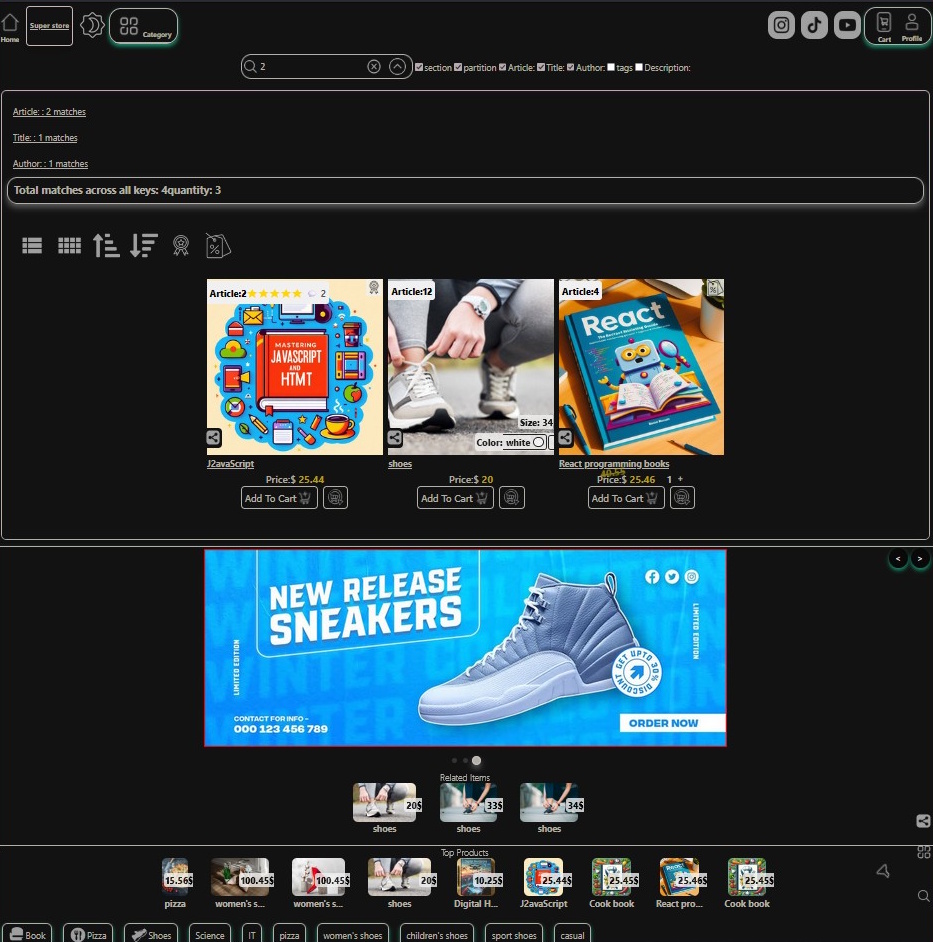 Home
Super store
Category
Cart
Profile
2
section partition Article: Title: Author: tags Description:
Article: : 2 matches
Title: : 1 matches
Author: : 1 matches
Total matches across all keys: 4quantity: 3
Article:2 2
MASTERING
JAVASCRIPT
AND
HTMT
J2avaScript
Price:$ 25.44
Add To Cart
Article:12
Size: 34
Color: white
shoes
Price:$ 20
Add To Cart
Article:4
React
React programming books
40.5$
Price:$ 25.46 1 +
Add To Cart
< >
NEW RELEASE
SNEAKERS
LIMITED EDITION
LIMITED EDITION
GET UPTO 30% DISCOUNT
CONTACT FOR INFO -
000 123 456 789
ORDER NOW
Related Items
20$ 33$ 34$
shoes shoes shoes
Top Products
15.56$ 100.45$ 100.45$ 20$ 10.25$ 25.44$ 25.45$ 25.46$ 25.45$
pizza women's s... women's s... shoes Digital H... J2avaScript Cook book React pro... Cook book
Book Pizza Shoes Science IT pizza women's shoes children's shoes sport shoes casual